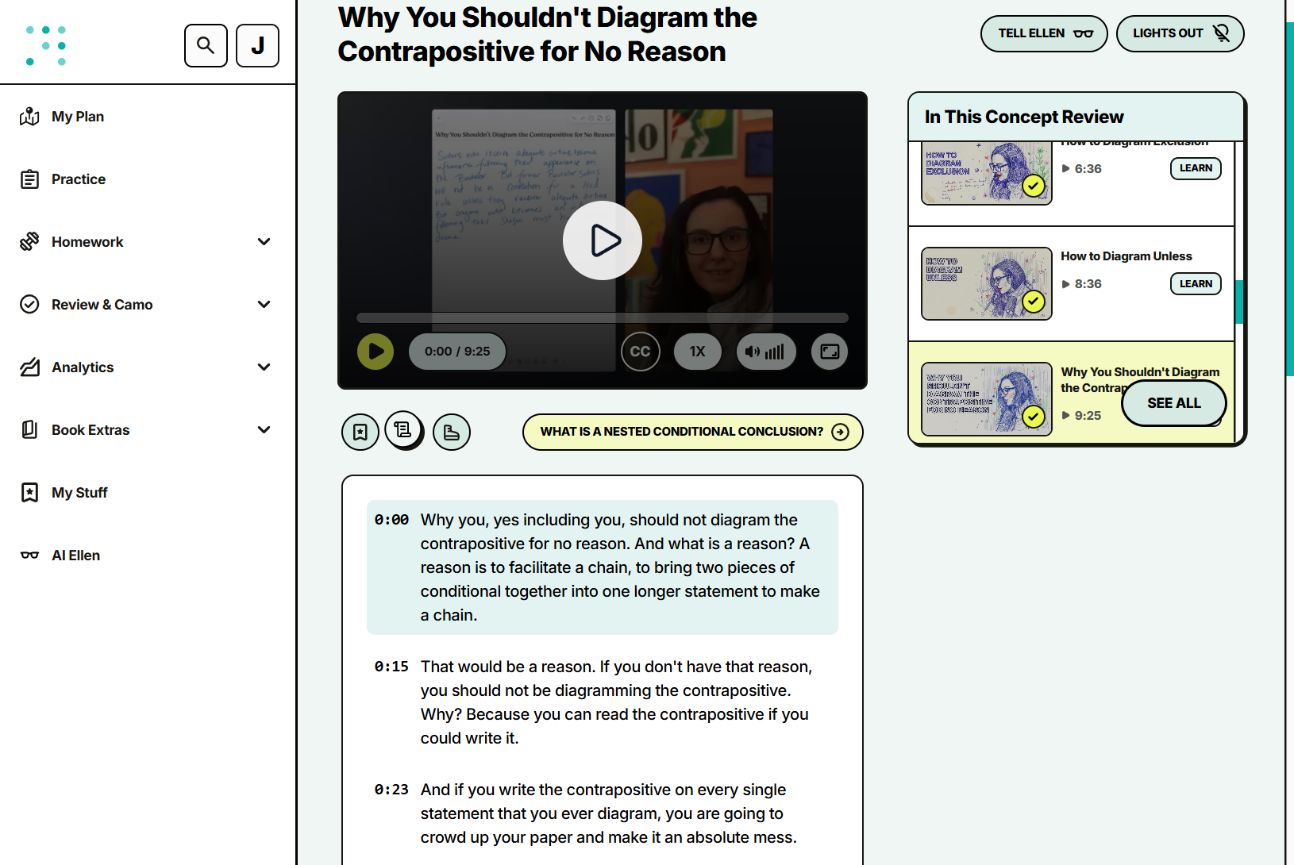 Why You Shouldn't Diagram the
Contrapositive for No Reason
TELL ELLEN
LIGHTS OUT
J
My Plan
Practice
Homework
Review & Camo
Analytics
Book Extras
My Stuff
AI Ellen
Why You Shouldn't Diagram the Contrapositive for No Reason
0:00 / 9:25
CC
1X
WHAT IS A NESTED CONDITIONAL CONCLUSION?
In This Concept Review
How to Diagram Exclusion
HOW TO
DIAGRAM
EXCLUSION
6:36
LEARN
HOW TO
DIAGRAM
UNLESS
How to Diagram Unless
8:36
LEARN
WHY YOU
SHOULDN'T
DIAGRAM THE
CONTRAPOSITIVE
FOR NO REASON
Why You Shouldn't Diagram
the Contrap
9:25
SEE ALL
0:00 Why you, yes including you, should not diagram the
contrapositive for no reason. And what is a reason? A
reason is to facilitate a chain, to bring two pieces of
conditional together into one longer statement to make
a chain.
0:15 That would be a reason. If you don't have that reason,
you should not be diagramming the contrapositive.
Why? Because you can read the contrapositive if you
could write it.
0:23 And if you write the contrapositive on every single
statement that you ever diagram, you are going to
crowd up your paper and make it an absolute mess.